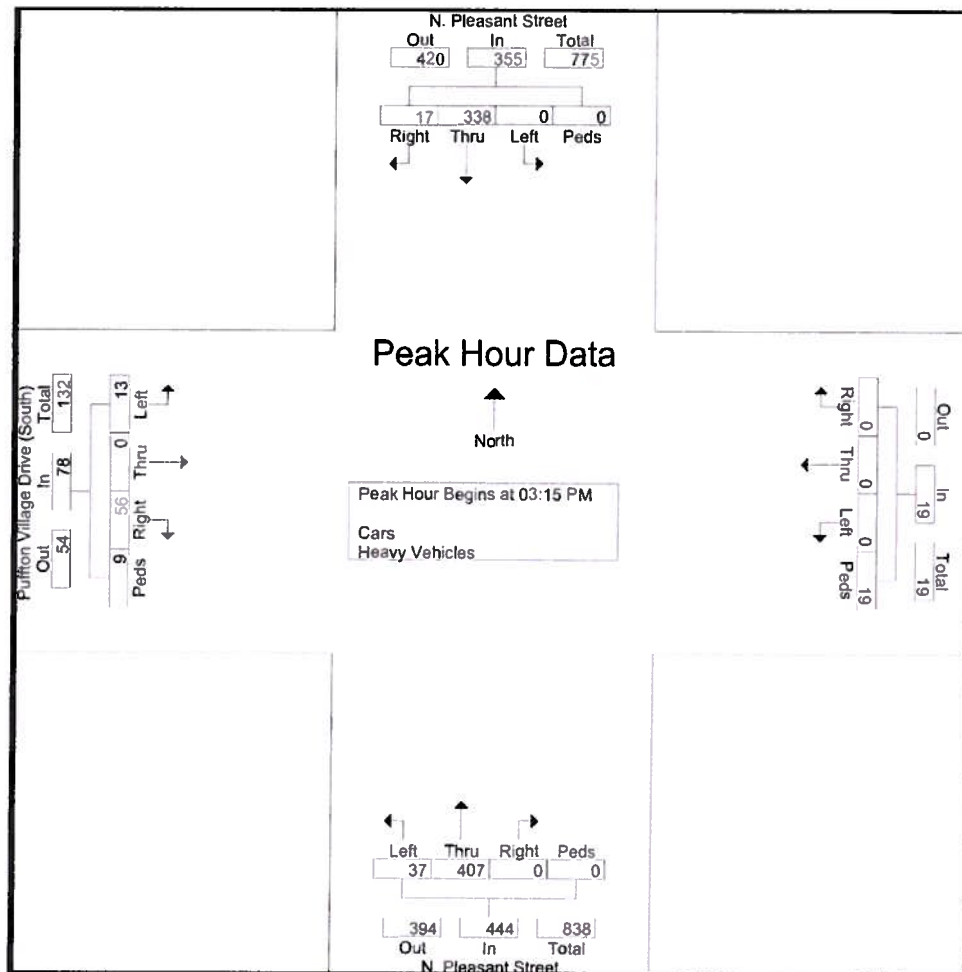 N. Pleasant Street
Out In Total
420 355 775
17 338 0 0
Right Thru Left Peds
Peak Hour Data
North
Peak Hour Begins at 03:15 PM
Cars
Heavy Vehicles
Puffton Village Drive (South)
Out In Total
54 78 132
9 56 0 13
Peds Right Thru Left
Out In Total
0 19 19
0 0 0 19
Right Thru Left Peds
Left Thru Right Peds
37 407 0 0
394 444 838
Out In Total
N. Pleasant Street